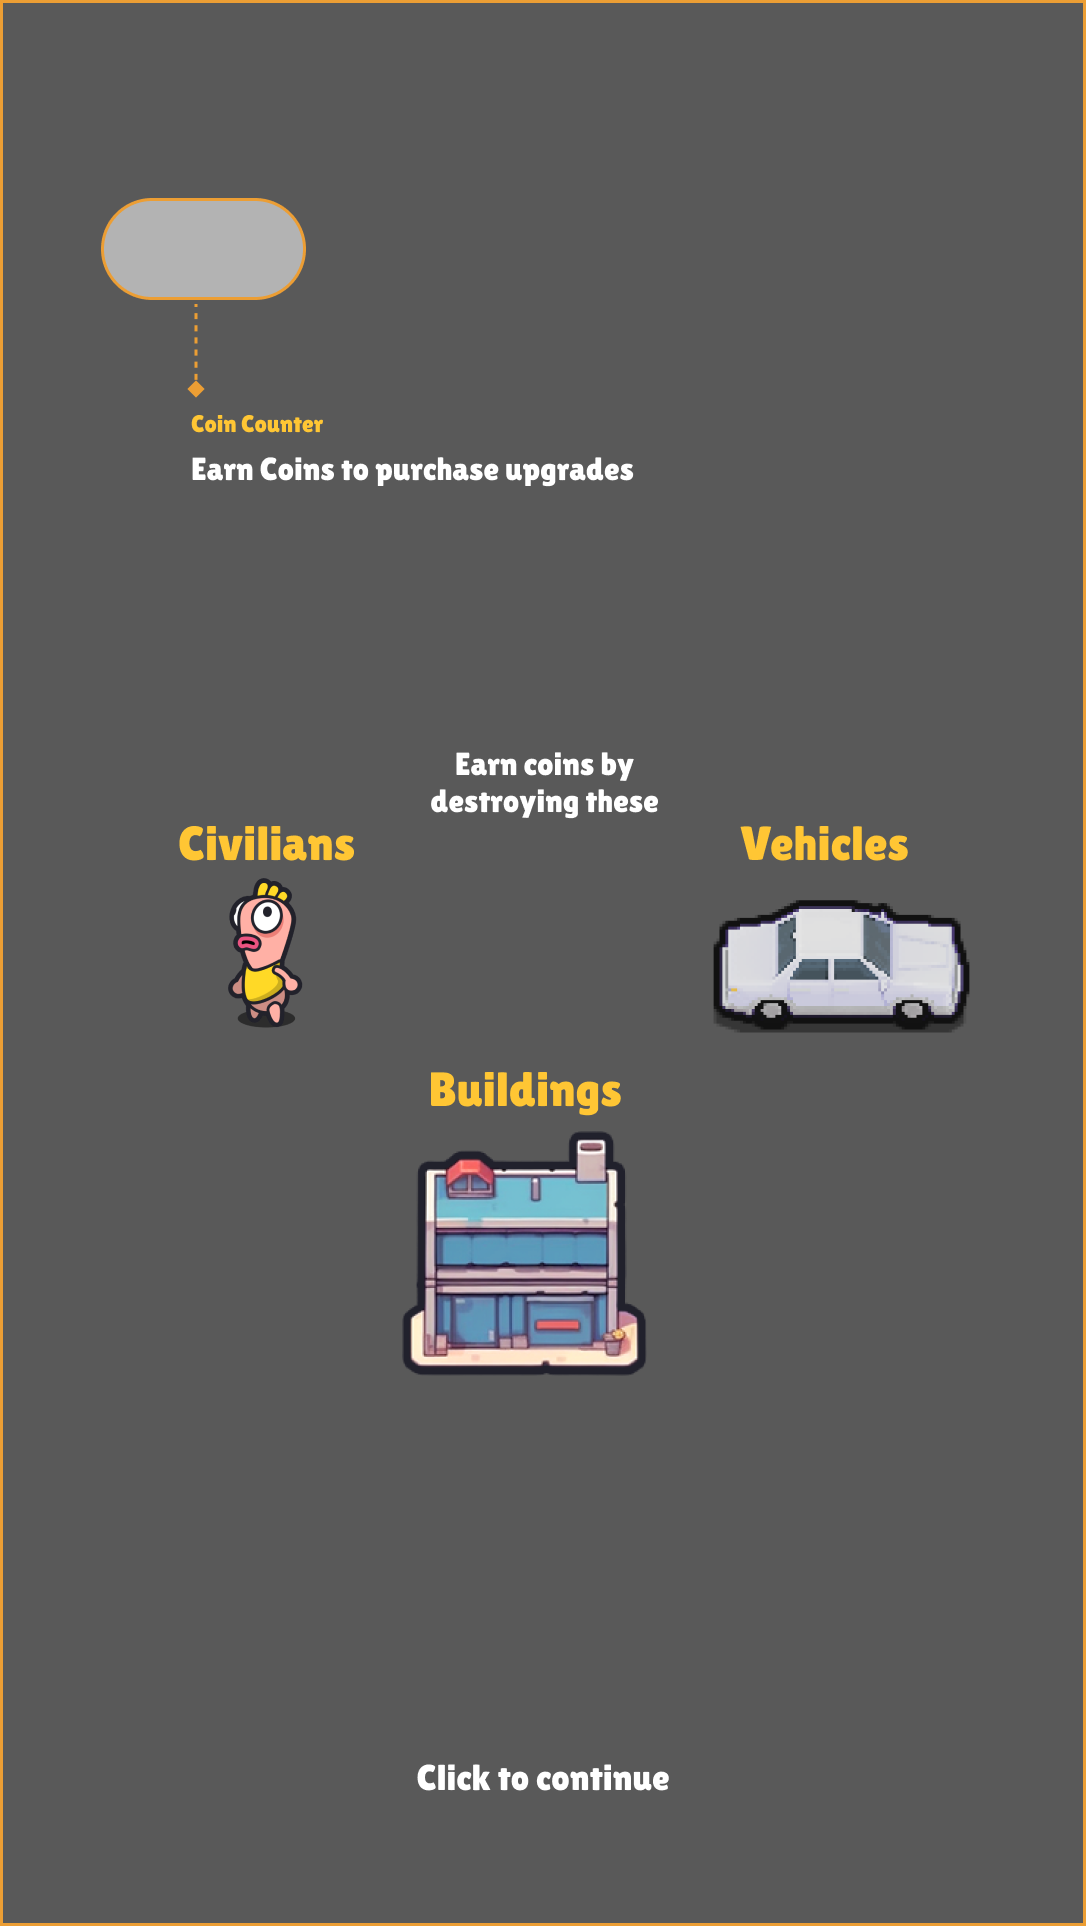 Coin Counter
Earn Coins to purchase upgrades
Earn coins by
destroying these
Civilians
Vehicles
Buildings
Click to continue